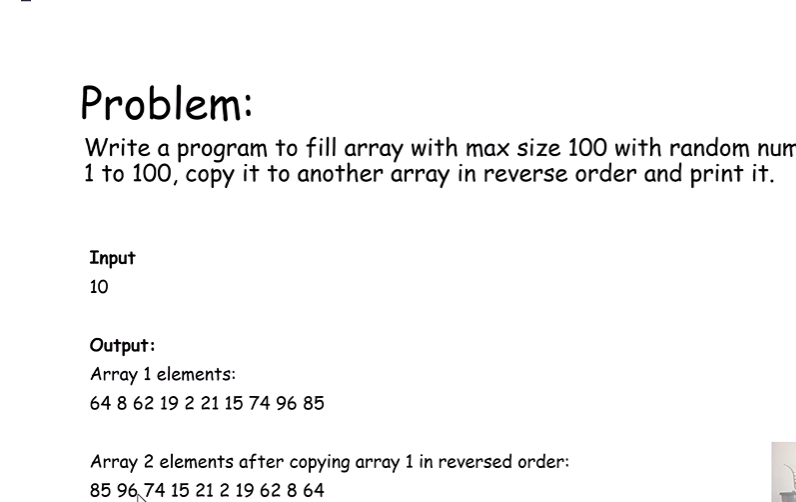 Problem:
Write a program to fill array with max size 100 with random
1 to 100, copy it to another array in reverse order and print it.
Input
10
Output:
Array 1 elements:
64 8 62 19 2 21 15 74 96 85
Array 2 elements after copying array 1 in reversed order:
85 96 74 15 21 2 19 62 8 64